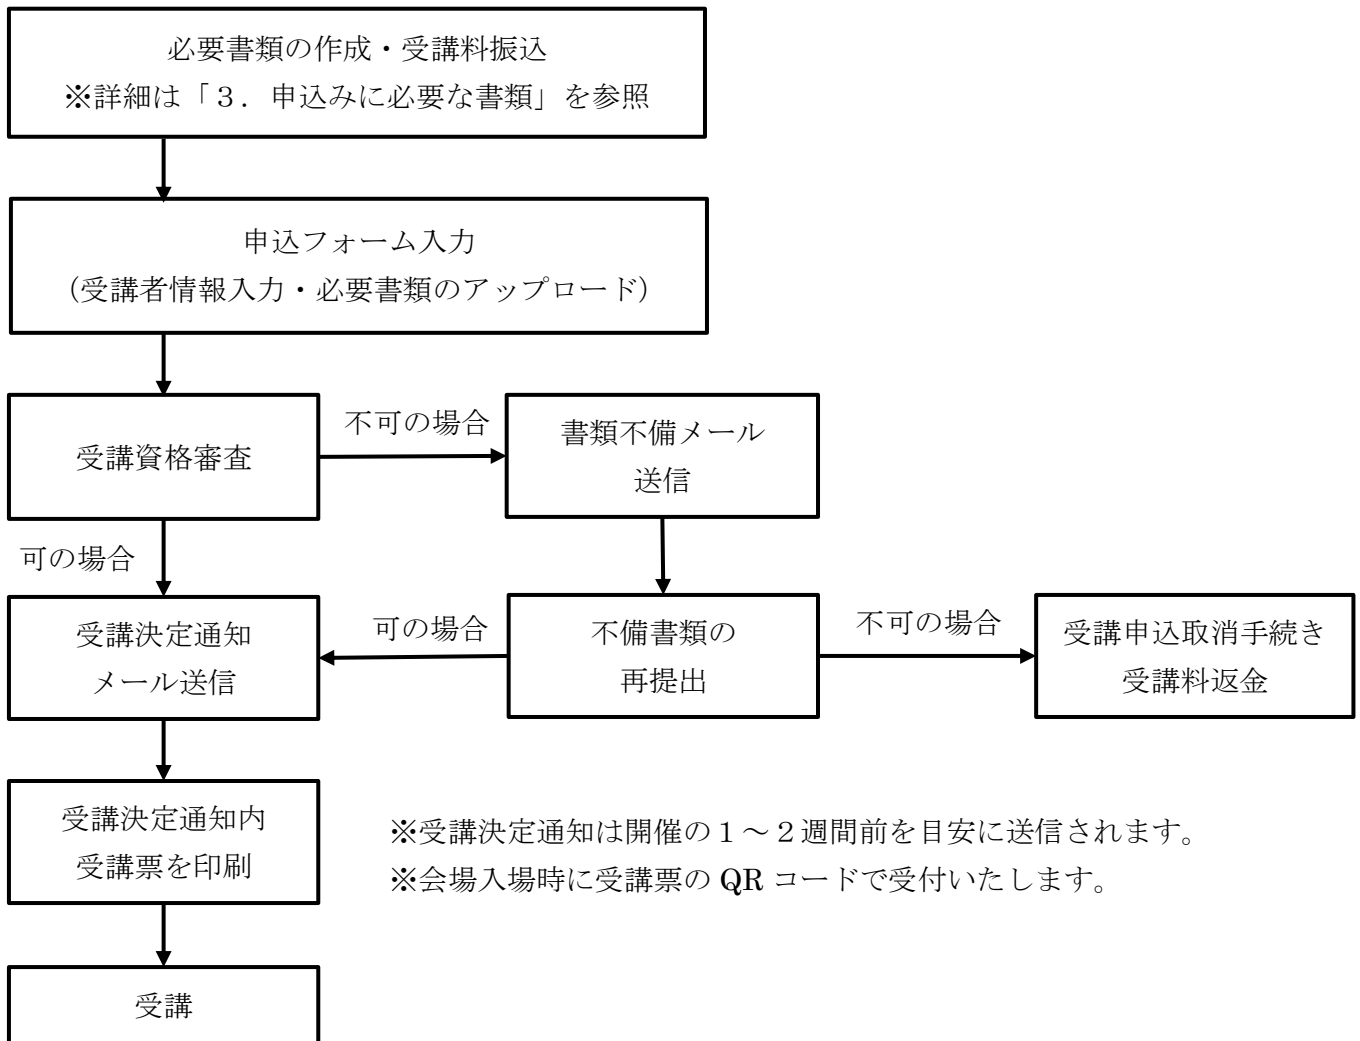 必要書類の作成・受講料振込
※詳細は「３．申込みに必要な書類」を参照
申込フォーム入力
（受講者情報入力・必要書類のアップロード）
受講資格審査
不可の場合
書類不備メール
送信
可の場合
受講決定通知
メール送信
可の場合
不備書類の
再提出
不可の場合
受講申込取消手続き
受講料返金
受講決定通知内
受講票を印刷
※受講決定通知は開催の１～２週間前を目安に送信されます。
※会場入場時に受講票の QR コードで受付いたします。
受講